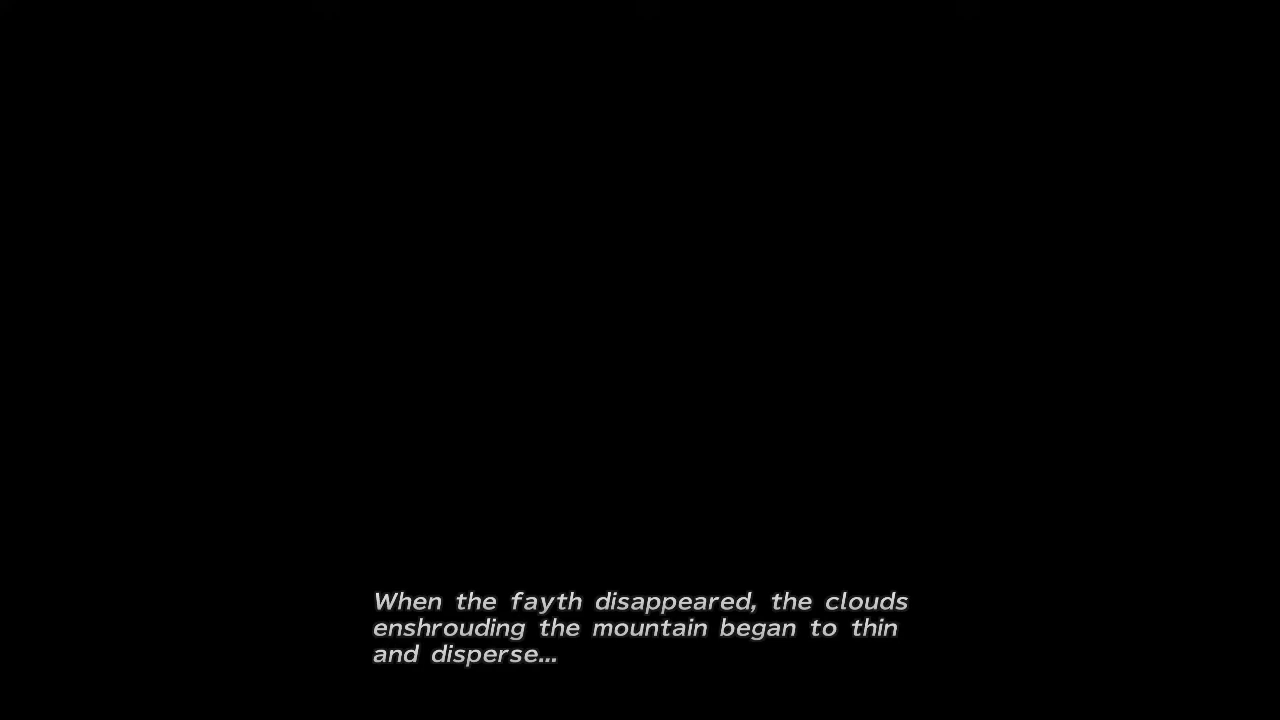 When the fayth disappeared, the clouds
enshrouding the mountain began to thin
and disperse...